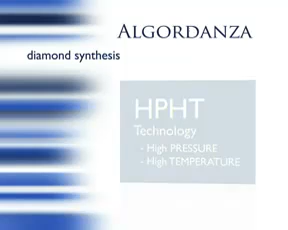 ALGORDANZA
diamond synthesis
HPHT
Technology
- High PRESSURE
- High TEMPERATURE